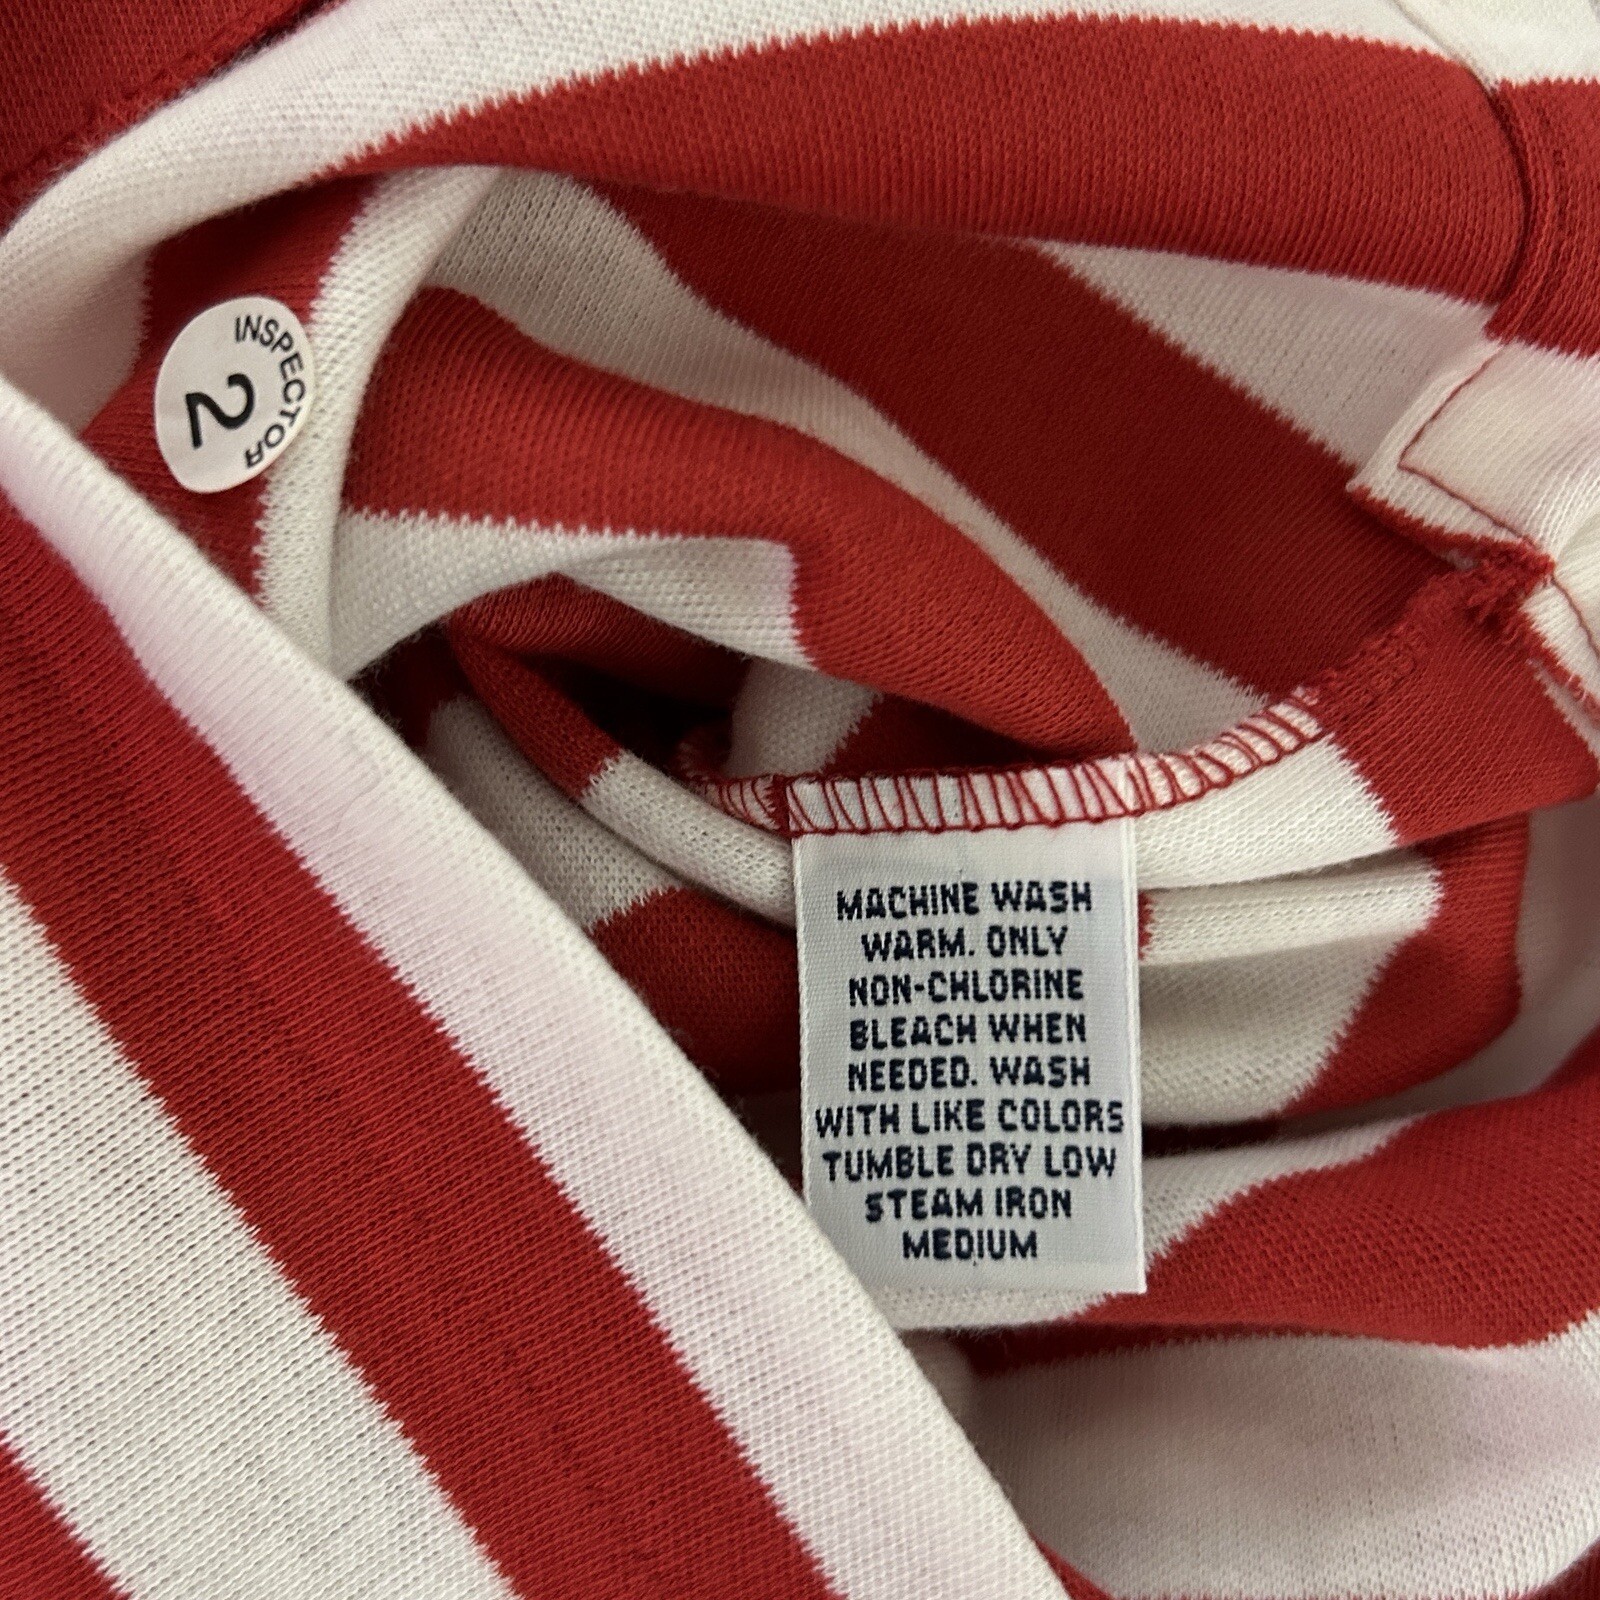 INSPECTOR
2
MACHINE WASH
WARM. ONLY
NON-CHLORINE
BLEACH WHEN
NEEDED. WASH
WITH LIKE COLORS
TUMBLE DRY LOW
STEAM IRON
MEDIUM